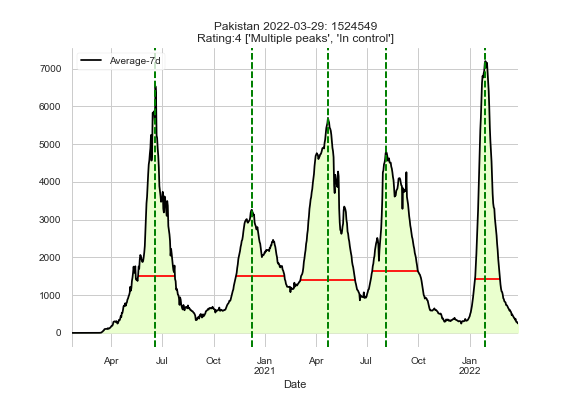 Pakistan 2022-03-29: 1524549
Rating:4 ['Multiple peaks', 'In control']
Average-7d
7000
6000
5000
4000
3000
2000
1000
0
Apr Jul Oct Jan Apr Jul Oct Jan
2021 2022
Date